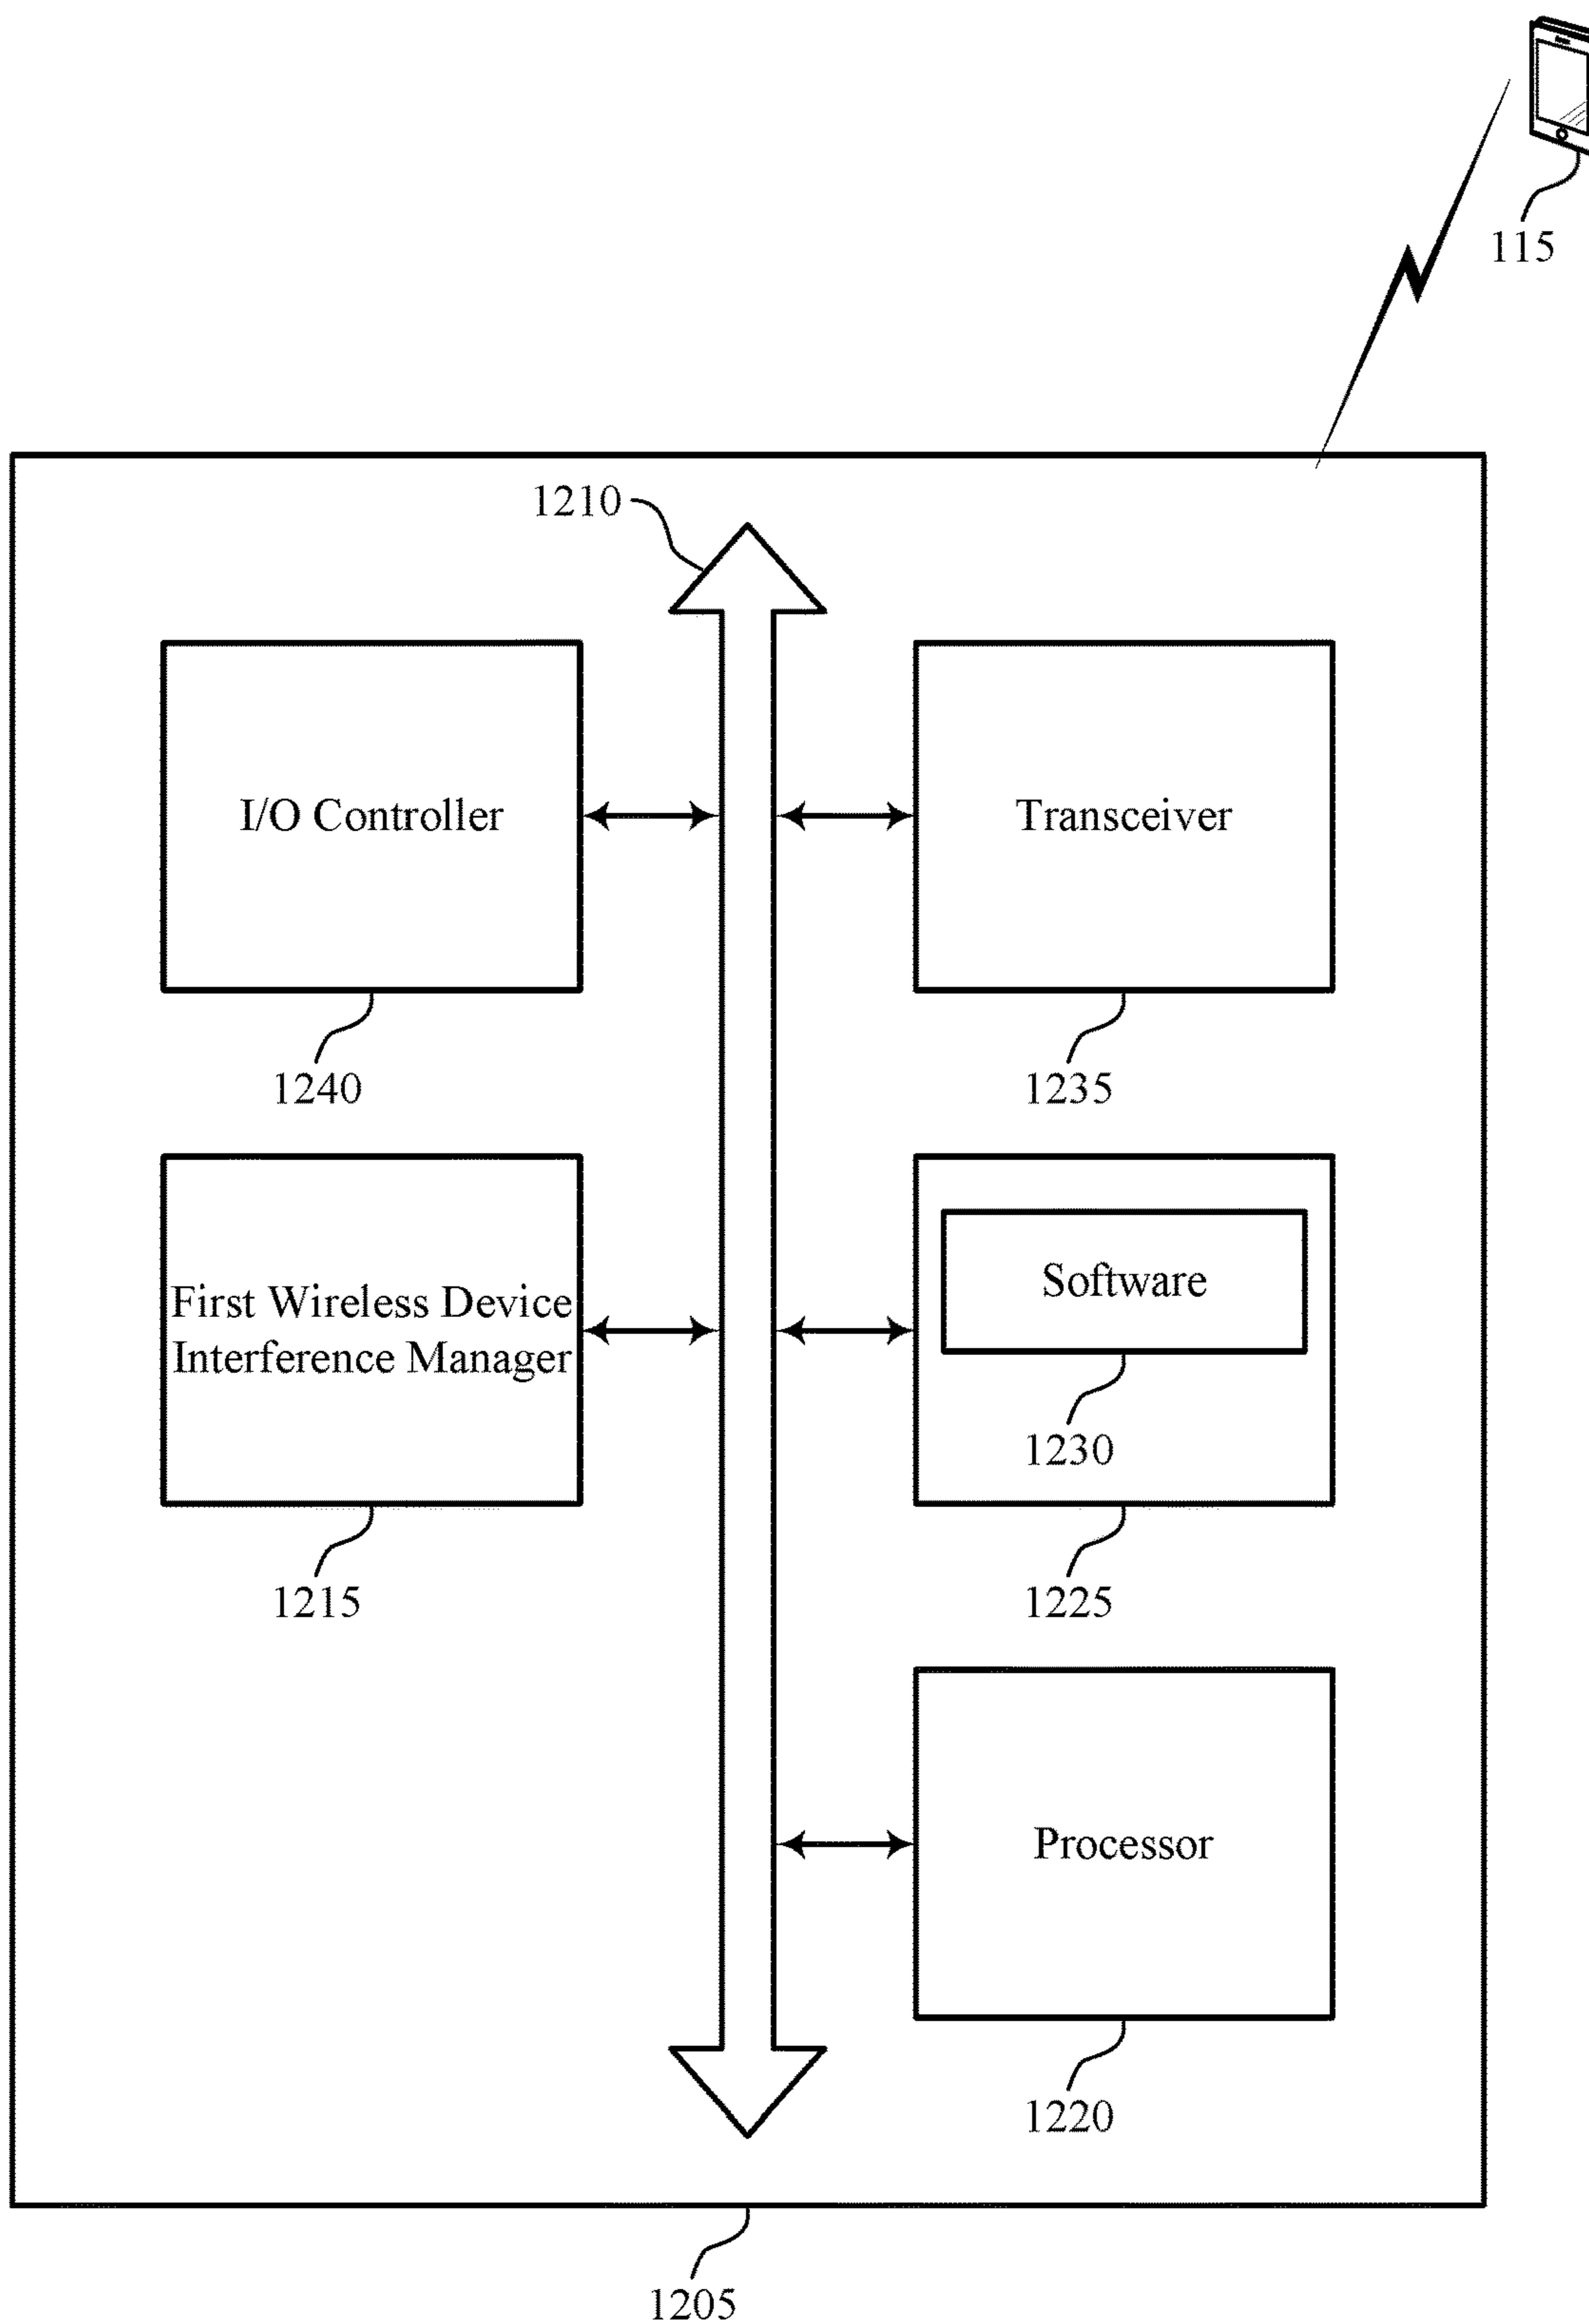 115
1210
I/O Controller
Transceiver
1240
1235
First Wireless Device
Interference Manager
Software
1230
1215
1225
Processor
1220
1205